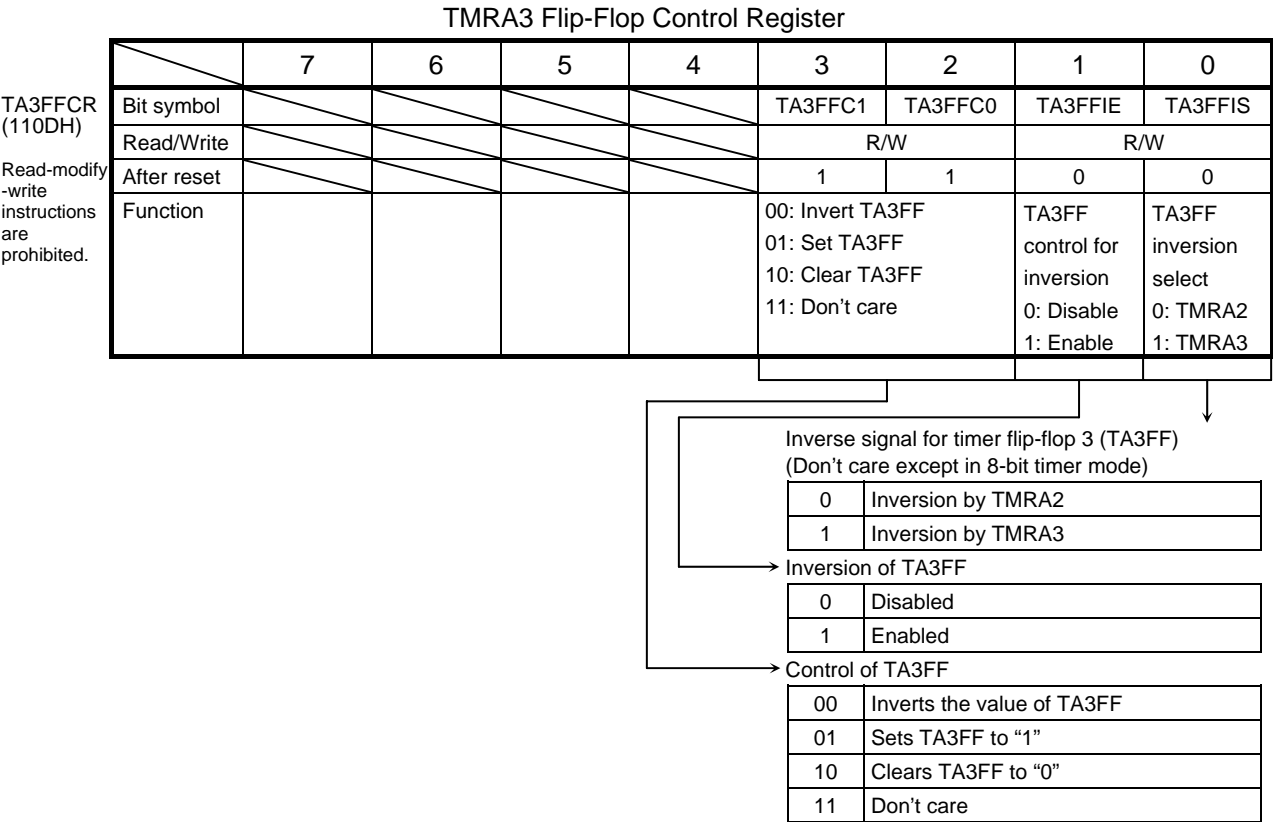 TMRA3 Flip-Flop Control Register
7 6 5 4 3 2 1 0
TA3FFCR
(110DH)
Read-modify
-write
instructions
are
prohibited.
Bit symbol TA3FFC1 TA3FFC0 TA3FFIE TA3FFIS
Read/Write R/W R/W
After reset 1 1 0 0
Function
00: Invert TA3FF
01: Set TA3FF
10: Clear TA3FF
11: Don’t care
TA3FF
control for
inversion
0: Disable
1: Enable
TA3FF
inversion
select
0: TMRA2
1: TMRA3
Inverse signal for timer flip-flop 3 (TA3FF)
(Don’t care except in 8-bit timer mode)
0 Inversion by TMRA2
1 Inversion by TMRA3
Inversion of TA3FF
0 Disabled
1 Enabled
Control of TA3FF
00 Inverts the value of TA3FF
01 Sets TA3FF to “1”
10 Clears TA3FF to “0”
11 Don’t care